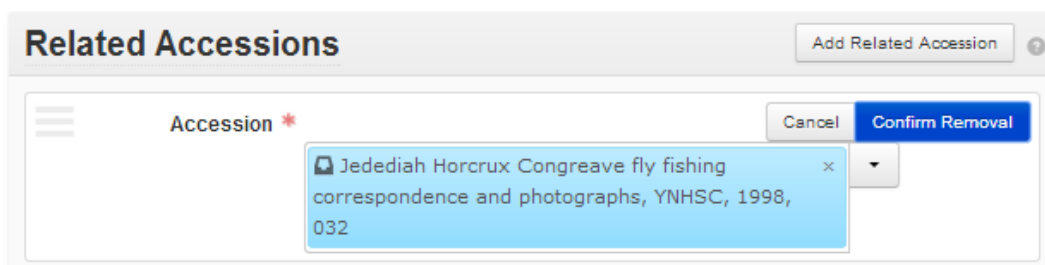 Related Accessions
Add Related Accession
?
Accession *
Cancel
Confirm Removal
Jedediah Horcrux Congreave fly fishing ×
correspondence and photographs, YNHSC, 1998,
032